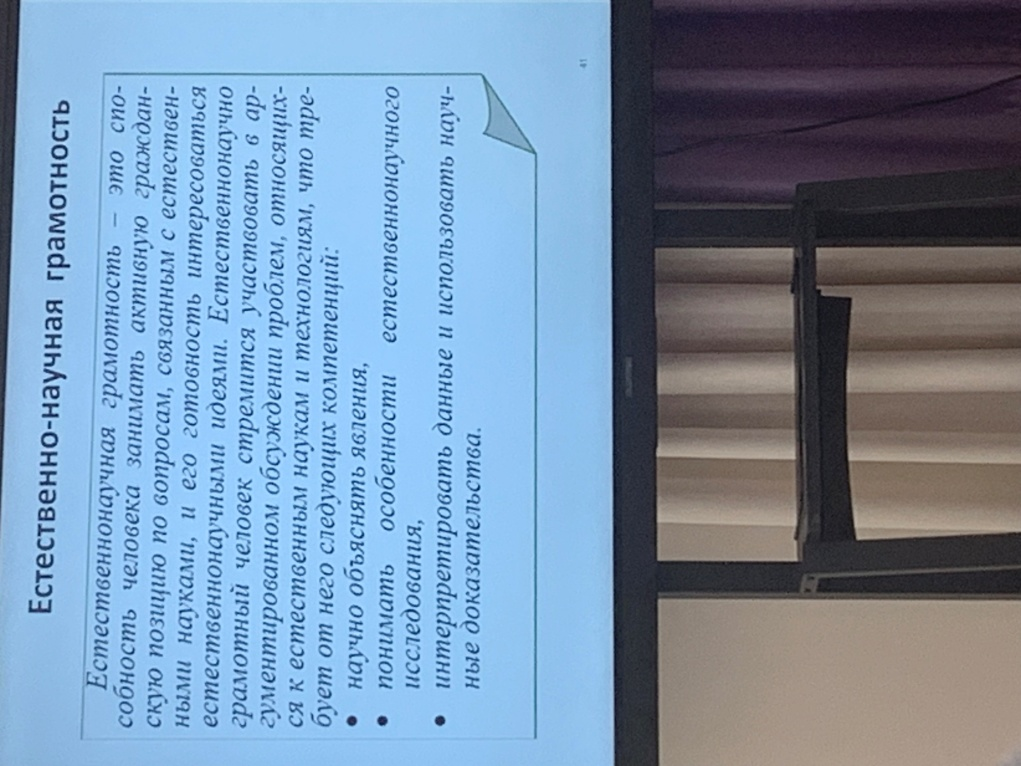 Естественно-научная грамотность
Естественнонаучная грамотность – это спо-
собность человека занимать активную граждан-
скую позицию по вопросам, связанным с естествен-
ными науками, и его готовность интересоваться
естественнонаучными идеями. Естественнонаучно
грамотный человек стремится участвовать в ар-
гументированном обсуждении проблем, относящих-
ся к естественным наукам и технологиям, что тре-
бует от него следующих компетенций:
• научно объяснять явления,
• понимать особенности естественнонаучного
исследования,
• интерпретировать данные и использовать науч-
ные доказательства.
41